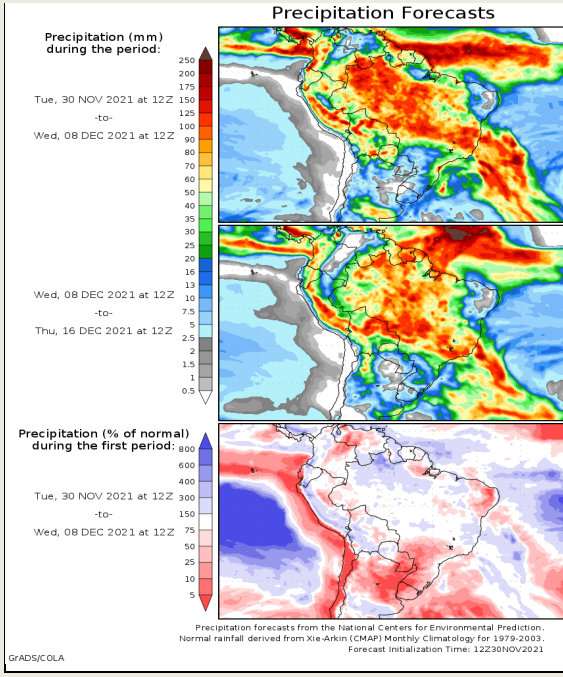 Precipitation Forecasts
Precipitation (mm)
during the period:
Tue, 30 NOV 2021 at 12Z
-to-
Wed, 08 DEC 2021 at 12Z
250
200
175
150
125
100
90
80
70
60
50
40
35
30
25
20
16
13
10
7.5
5
2.5
2
1.5
1
0.5
Wed, 08 DEC 2021 at 12Z
-to-
Thu, 16 DEC 2021 at 12Z
Precipitation (% of normal)
during the first period:
Tue, 30 NOV 2021 at 12Z
-to-
Wed, 08 DEC 2021 at 12Z
800
600
400
300
150
75
50
25
10
5
Precipitation forecasts from the National Centers for Environmental Prediction.
Normal rainfall derived from Xie-Arkin (CMAP) Monthly Climatology for 1979-2003.
Forecast Initialization Time: 12Z30NOV2021
GrADS/COLA